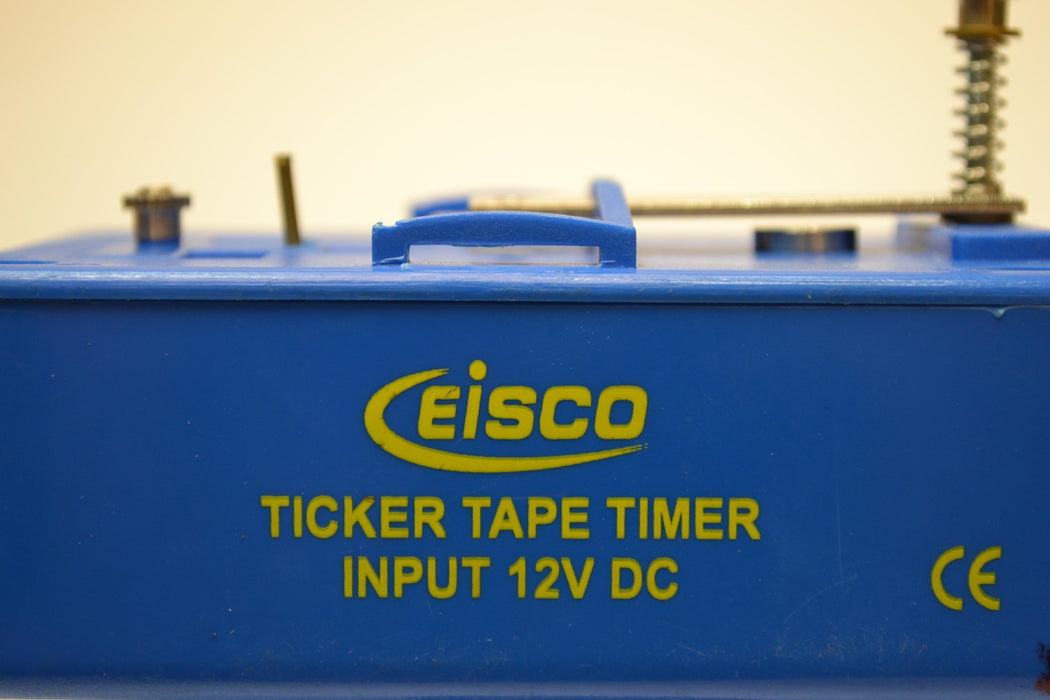 EISCO
TICKER TAPE TIMER
INPUT 12V DC
CE